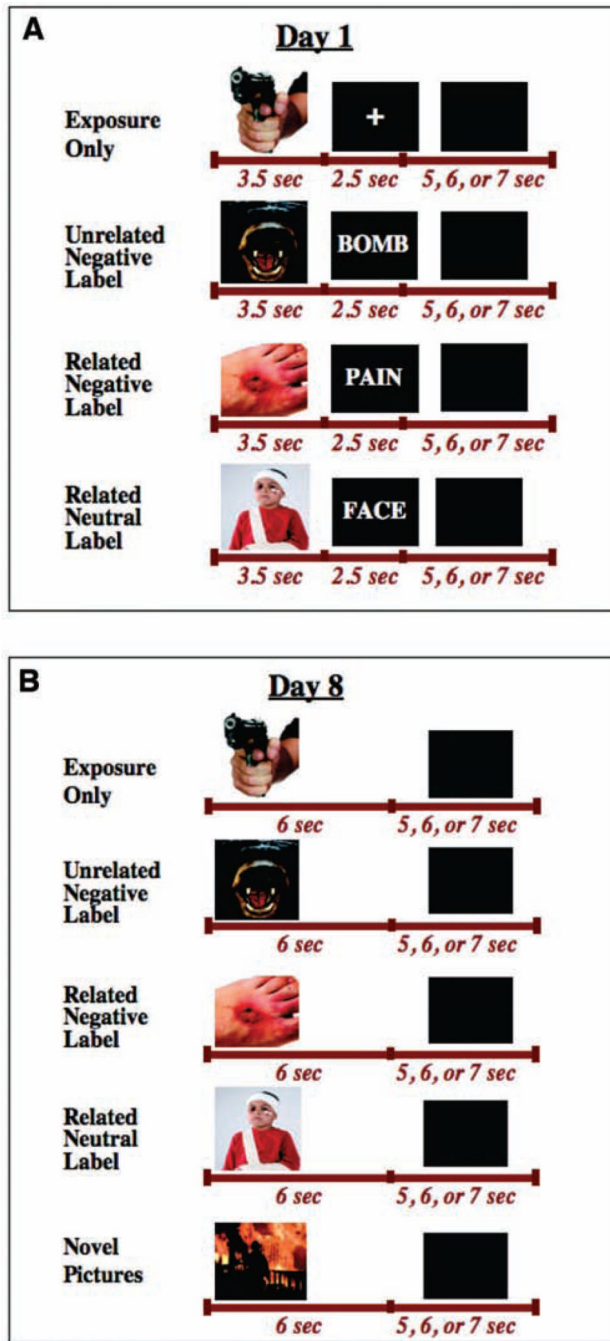 A
Day 1
Exposure
Only
+
3.5 sec
2.5 sec
5, 6, or 7 sec
Unrelated
Negative
Label
BOMB
3.5 sec
2.5 sec
5, 6, or 7 sec
Related
Negative
Label
PAIN
3.5 sec
2.5 sec
5, 6, or 7 sec
Related
Neutral
Label
FACE
3.5 sec
2.5 sec
5, 6, or 7 sec
B
Day 8
Exposure
Only
6 sec
5, 6, or 7 sec
Unrelated
Negative
Label
6 sec
5, 6, or 7 sec
Related
Negative
Label
6 sec
5, 6, or 7 sec
Related
Neutral
Label
6 sec
5, 6, or 7 sec
Novel
Pictures
6 sec
5, 6, or 7 sec